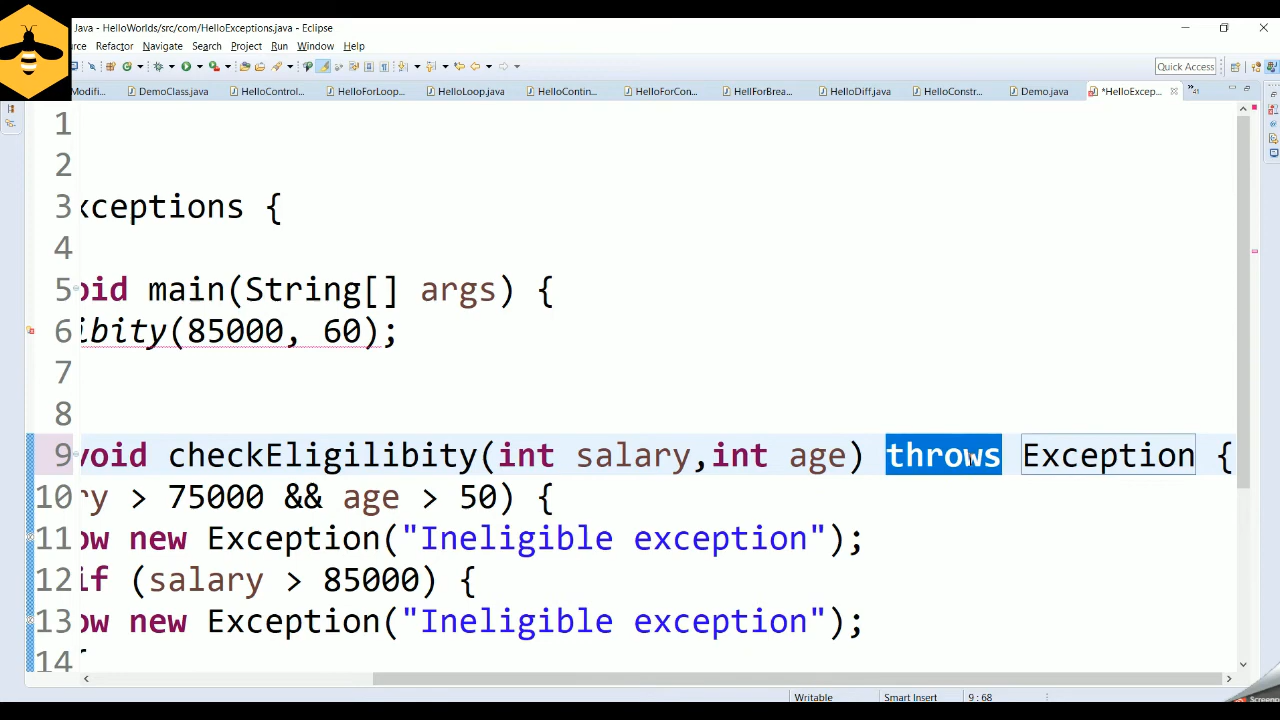 Java - HelloWorlds/src/com/HelloExceptions.java - Eclipse
Refactor Navigate Search Project Run Window Help
Quick Access
Modifi... DemoClass.java HelloControl... HelloForLoop... HelloLoop.java HelloContin... HelloForCon... HellForBrea... HelloDiff.java HelloConstr... Demo.java *HelloExcep...
1
2
3 xceptions {
4
5 oid main(String[] args) {
6 ibity(85000, 60);
7
8
9 void checkEligilibity(int salary,int age) throws Exception {
10 ry > 75000 && age > 50) {
11 ow new Exception("Ineligible exception");
12 if (salary > 85000) {
13 ow new Exception("Ineligible exception");
14 {
Writable Smart Insert 9 : 68